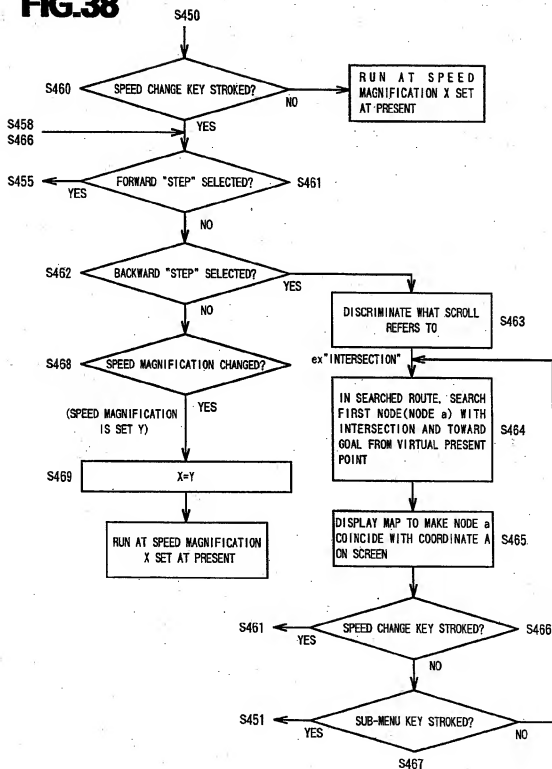 FIG.38
S450
S460
SPEED CHANGE KEY STROKED?
NO
RUN AT SPEED
MAGNIFICATION X SET
AT PRESENT
YES
S458
S466
S455
YES
FORWARD "STEP" SELECTED?
S461
NO
S462
BACKWARD "STEP" SELECTED?
YES
NO
DISCRIMINATE WHAT SCROLL
REFERS TO
S463
S468
SPEED MAGNIFICATION CHANGED?
ex"INTERSECTION"
(SPEED MAGNIFICATION
IS SET Y)
YES
IN SEARCHED ROUTE, SEARCH
FIRST NODE(NODE a) WITH
INTERSECTION AND TOWARD
GOAL FROM VIRTUAL PRESENT
POINT
S464
S469
X=Y
RUN AT SPEED MAGNIFICATION
X SET AT PRESENT
DISPLAY MAP TO MAKE NODE a
COINCIDE WITH COORDINATE A
ON SCREEN
S465
S461
YES
SPEED CHANGE KEY STROKED?
S466
NO
S451
YES
SUB-MENU KEY STROKED?
NO
S467